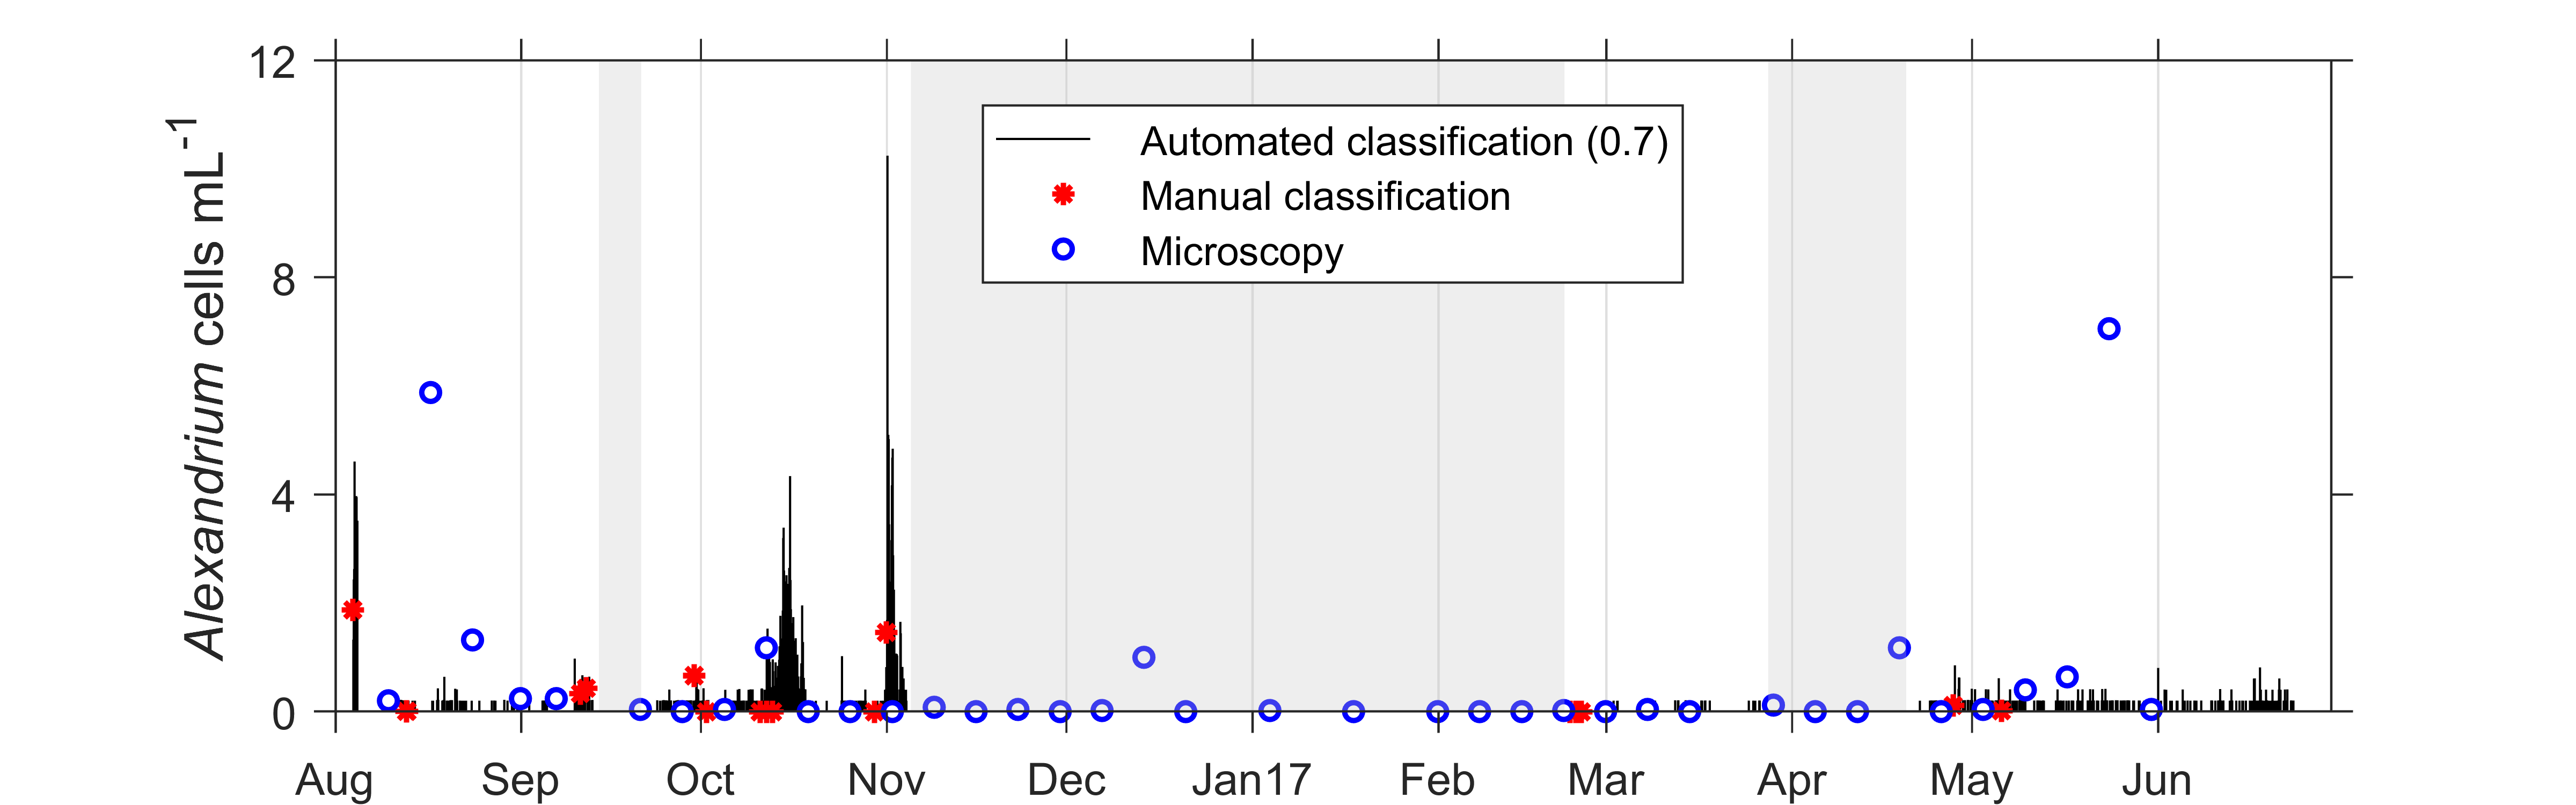 12
8
4
0
Alexandrium cells mL-1
Automated classification (0.7)
Manual classification
Microscopy
Aug Sep Oct Nov Dec Jan17 Feb Mar Apr May Jun